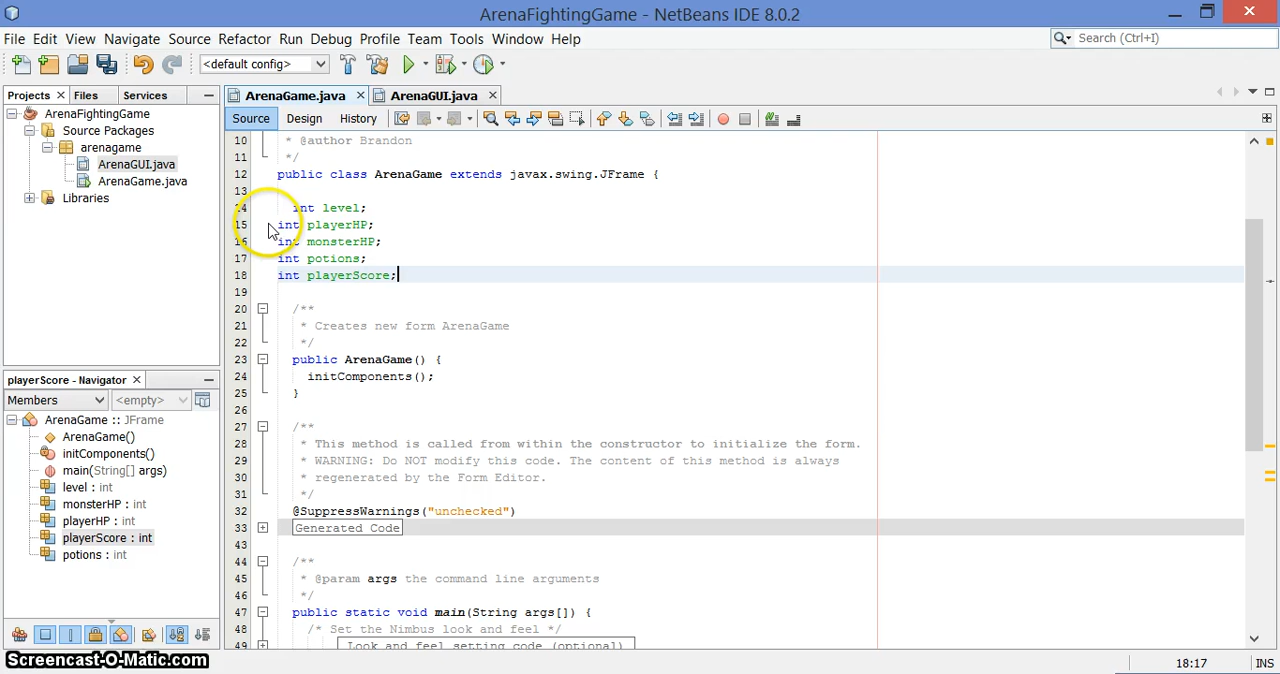 ArenaFightingGame - NetBeans IDE 8.0.2
File Edit View Navigate Source Refactor Run Debug Profile Team Tools Window Help
Search (Ctrl+I)
<default config>
Projects Files Services
ArenaGame.java ArenaGUI.java
ArenaFightingGame
Source Packages
arenagame
ArenaGUI.java
ArenaGame.java
Libraries
Source Design History
10 * @author Brandon
11 */
12 public class ArenaGame extends javax.swing.JFrame {
13
14 int level;
15 int playerHP;
16 int monsterHP;
17 int potions;
18 int playerScore;
19
20 /**
21 * Creates new form ArenaGame
22 */
23 public ArenaGame() {
24 initComponents();
25 }
26
27 /**
28 * This method is called from within the constructor to initialize the form.
29 * WARNING: Do NOT modify this code. The content of this method is always
30 * regenerated by the Form Editor.
31 */
32 @SuppressWarnings("unchecked")
33 Generated Code
43
44 /**
45 * @param args the command line arguments
46 */
47 public static void main(String args[]) {
48 /* Set the Nimbus look and feel */
49 Look and feel setting code (optional)
playerScore - Navigator
Members <empty>
ArenaGame :: JFrame
ArenaGame()
initComponents()
main(String[] args)
level : int
monsterHP : int
playerHP : int
playerScore : int
potions : int
Screencast-O-Matic.com
18:17 INS